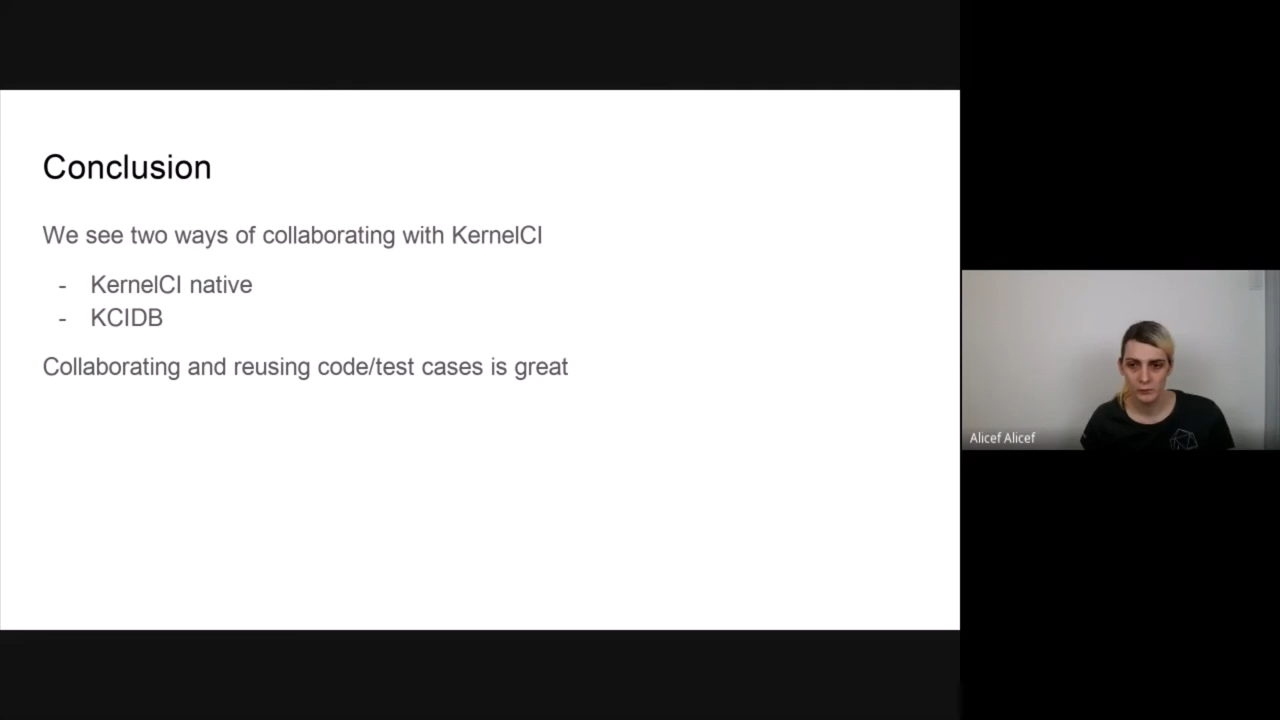 Conclusion
We see two ways of collaborating with KernelCI
- KernelCI native
- KCIDB
Collaborating and reusing code/test cases is great
Alicef Alicef